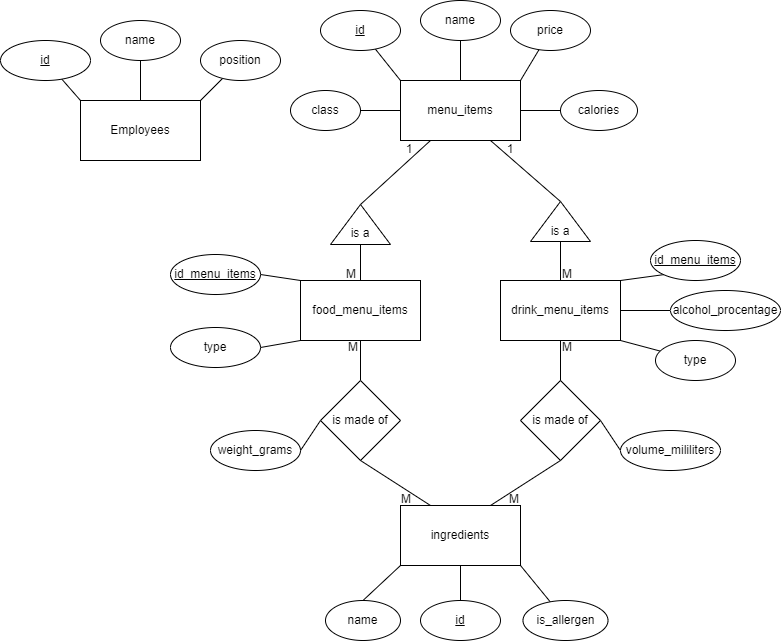 name
id
position
Employees
name
id
price
class
menu_items
calories
1
1
is a
is a
M
M
id_menu_items
id_menu_items
food_menu_items
drink_menu_items
alcohol_procentage
type
type
M
M
is made of
is made of
weight_grams
volume_mililiters
M
M
ingredients
name
id
is_allergen